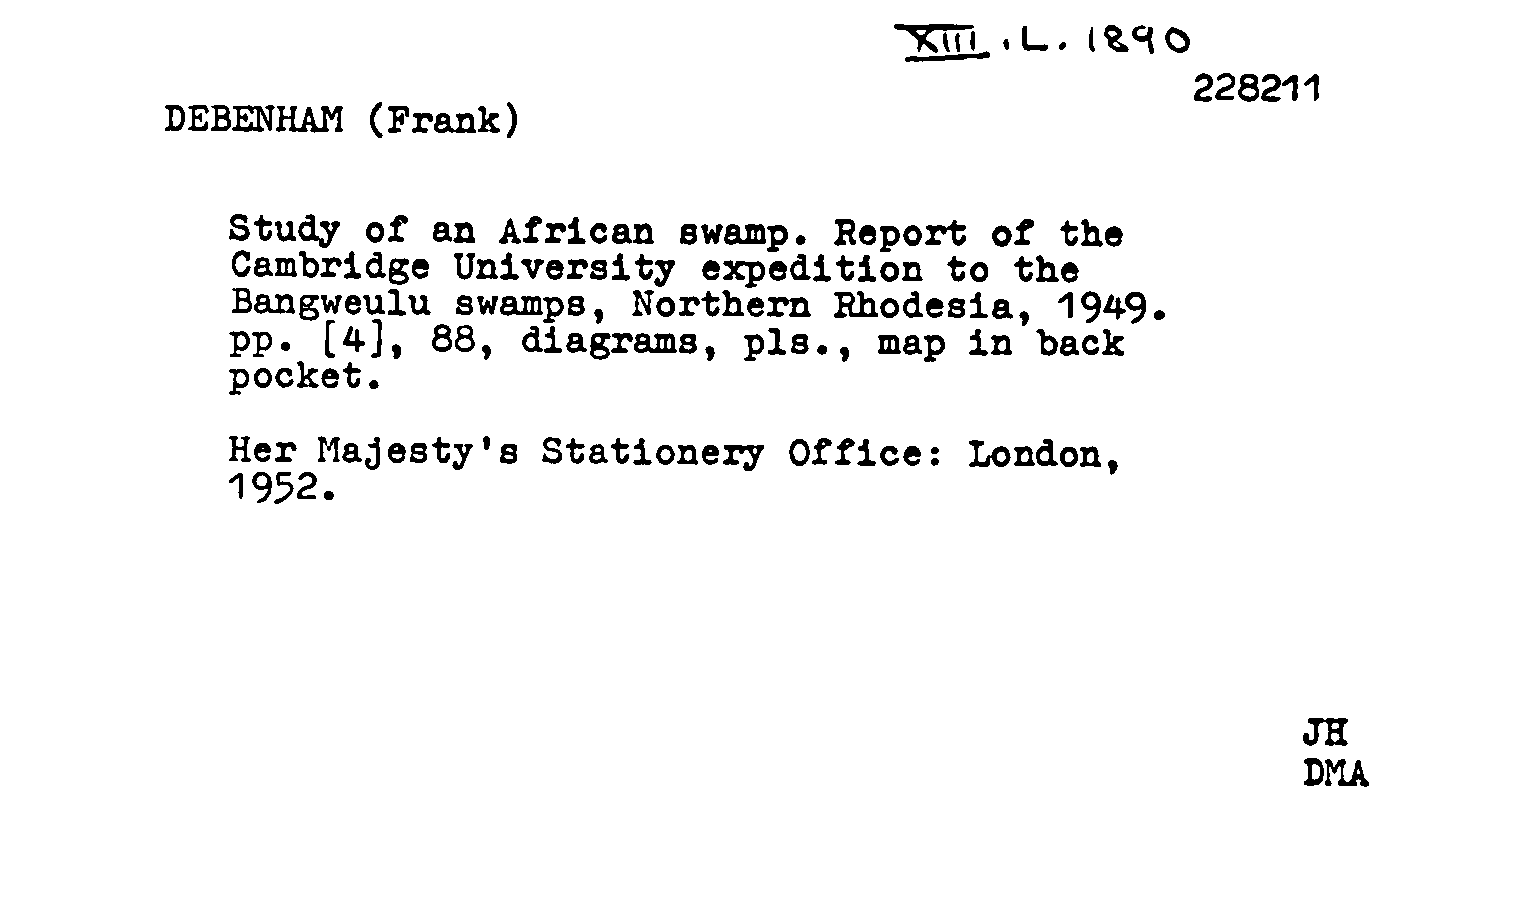 XIII.L.1890
228211
DEBENHAM (Frank)
Study of an African swamp. Report of the
Cambridge University expedition to the
Bangweulu swamps, Northern Rhodesia, 1949.
pp. [4], 88, diagrams, pls., map in back
pocket.
Her Majesty's Stationery Office: London,
1952.
JH
DMA